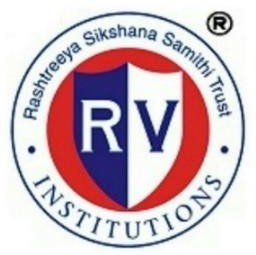 ®
Rashtreeya Sikshana Samithi Trust
RV
INSTITUTIONS